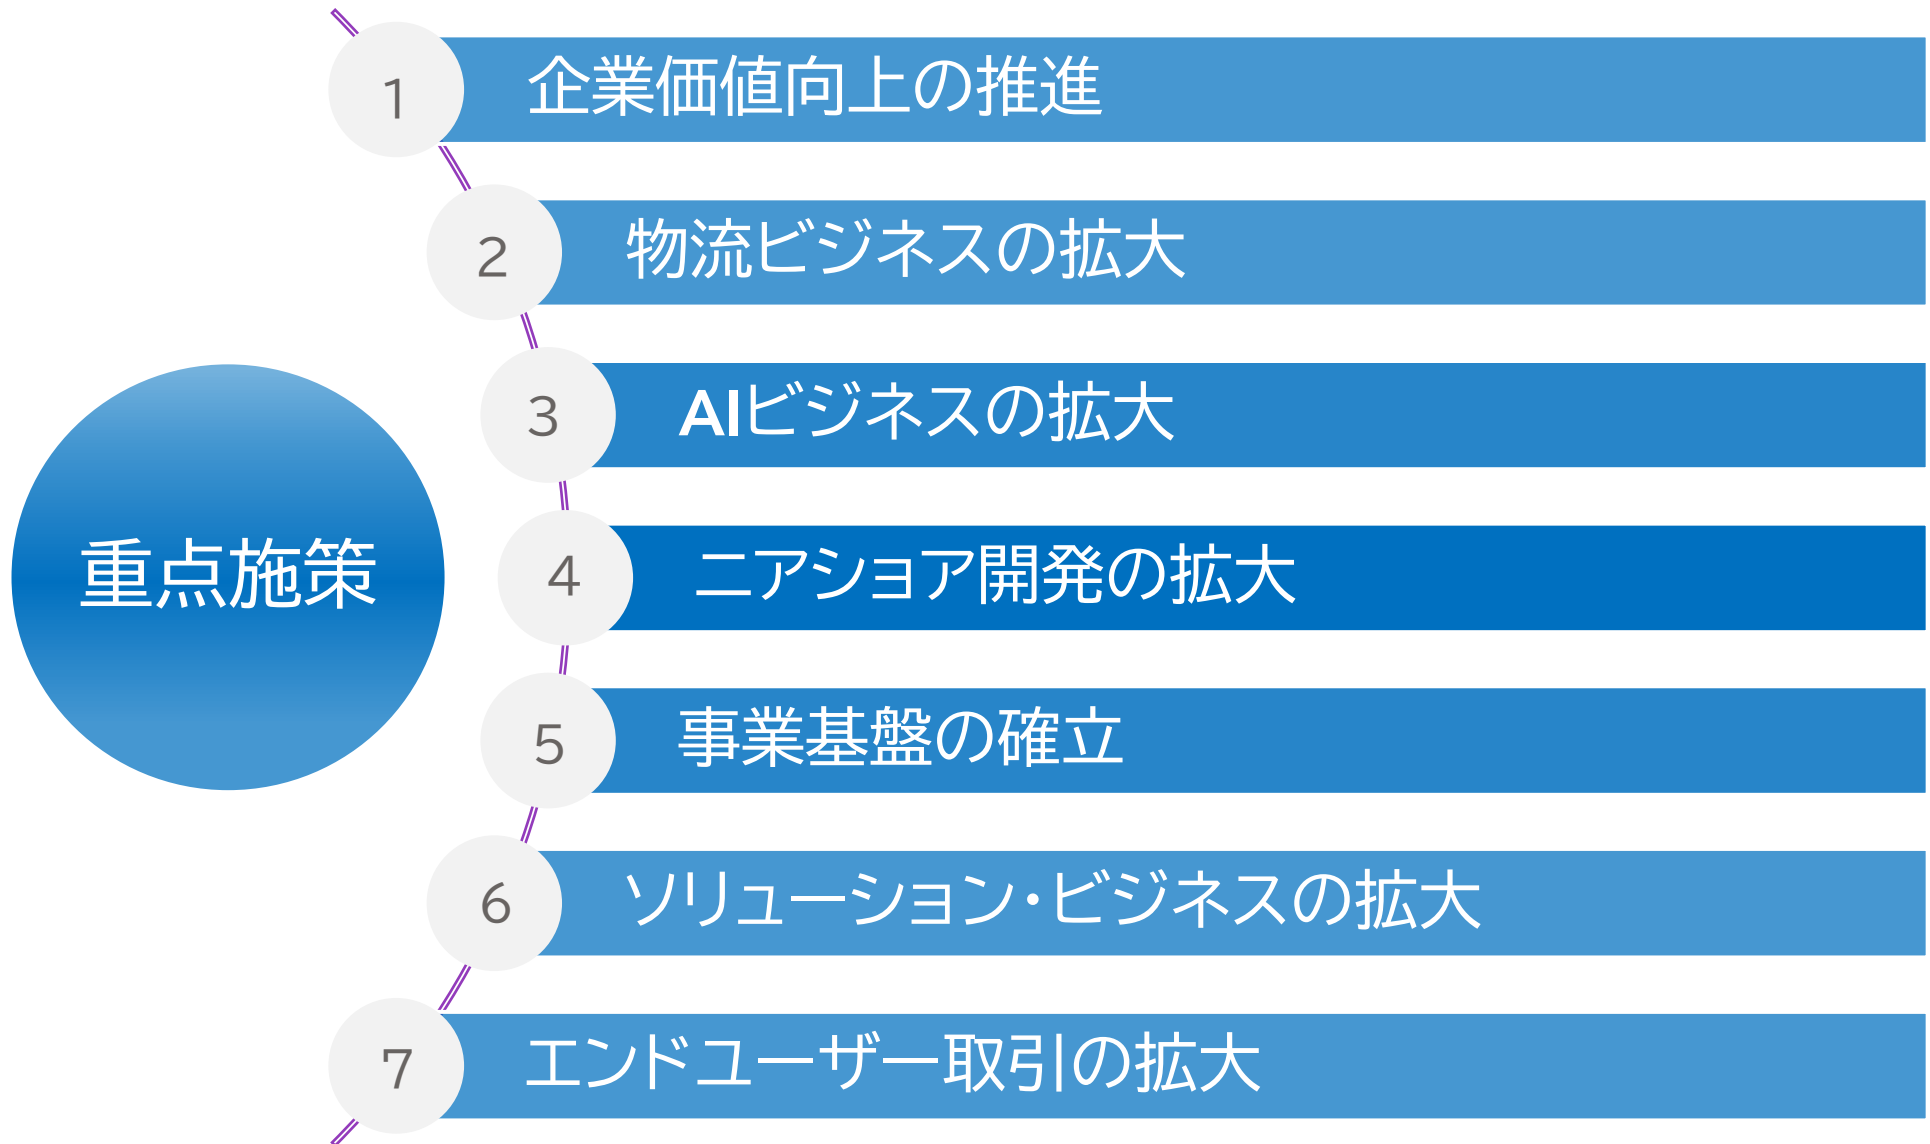 重点施策
1
企業価値向上の推進
2
物流ビジネスの拡大
3
AIビジネスの拡大
4
ニアショア開発の拡大
5
事業基盤の確立
6
ソリューション・ビジネスの拡大
7
エンドユーザー取引の拡大